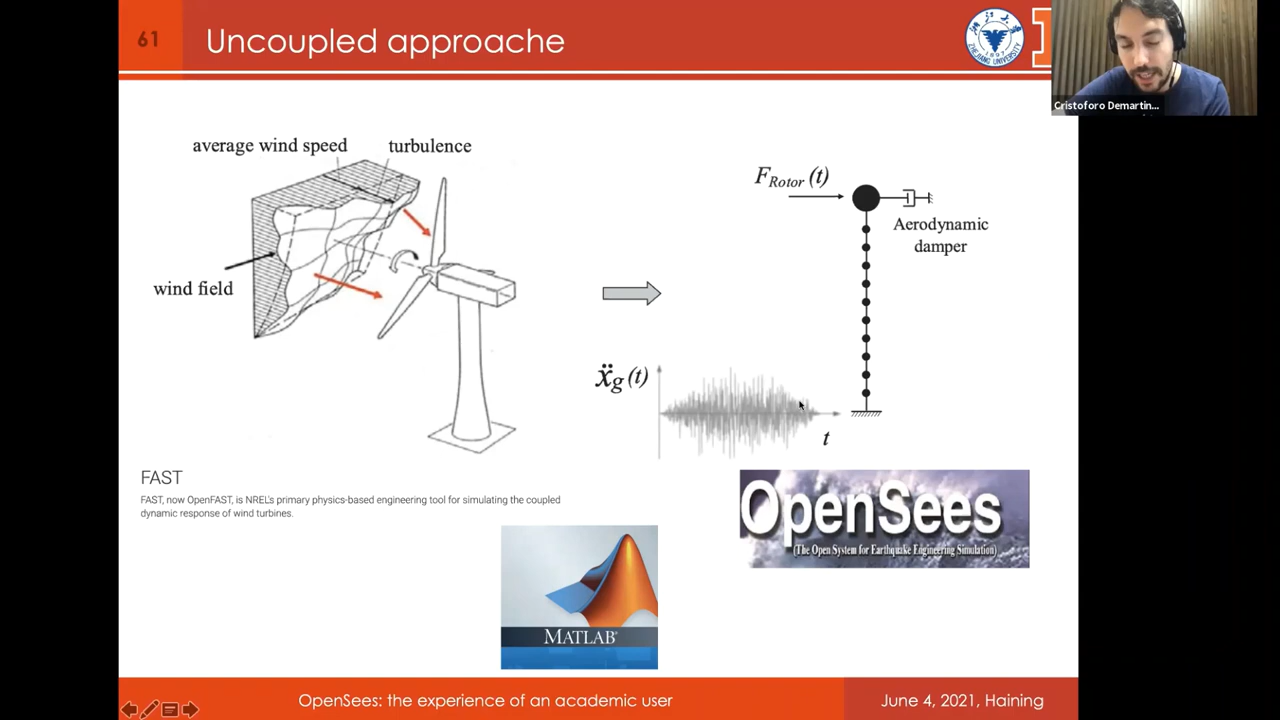 61
Uncoupled approache
Cristoforo Demartin...
average wind speed
turbulence
wind field
F_Rotor (t)
Aerodynamic
damper
ẍ_g (t)
t
FAST
FAST, now OpenFAST, is NREL's primary physics-based engineering tool for simulating the coupled
dynamic response of wind turbines.
OpenSees
(The Open System for Earthquake Engineering Simulation)
MATLAB®
OpenSees: the experience of an academic user
June 4, 2021, Haining